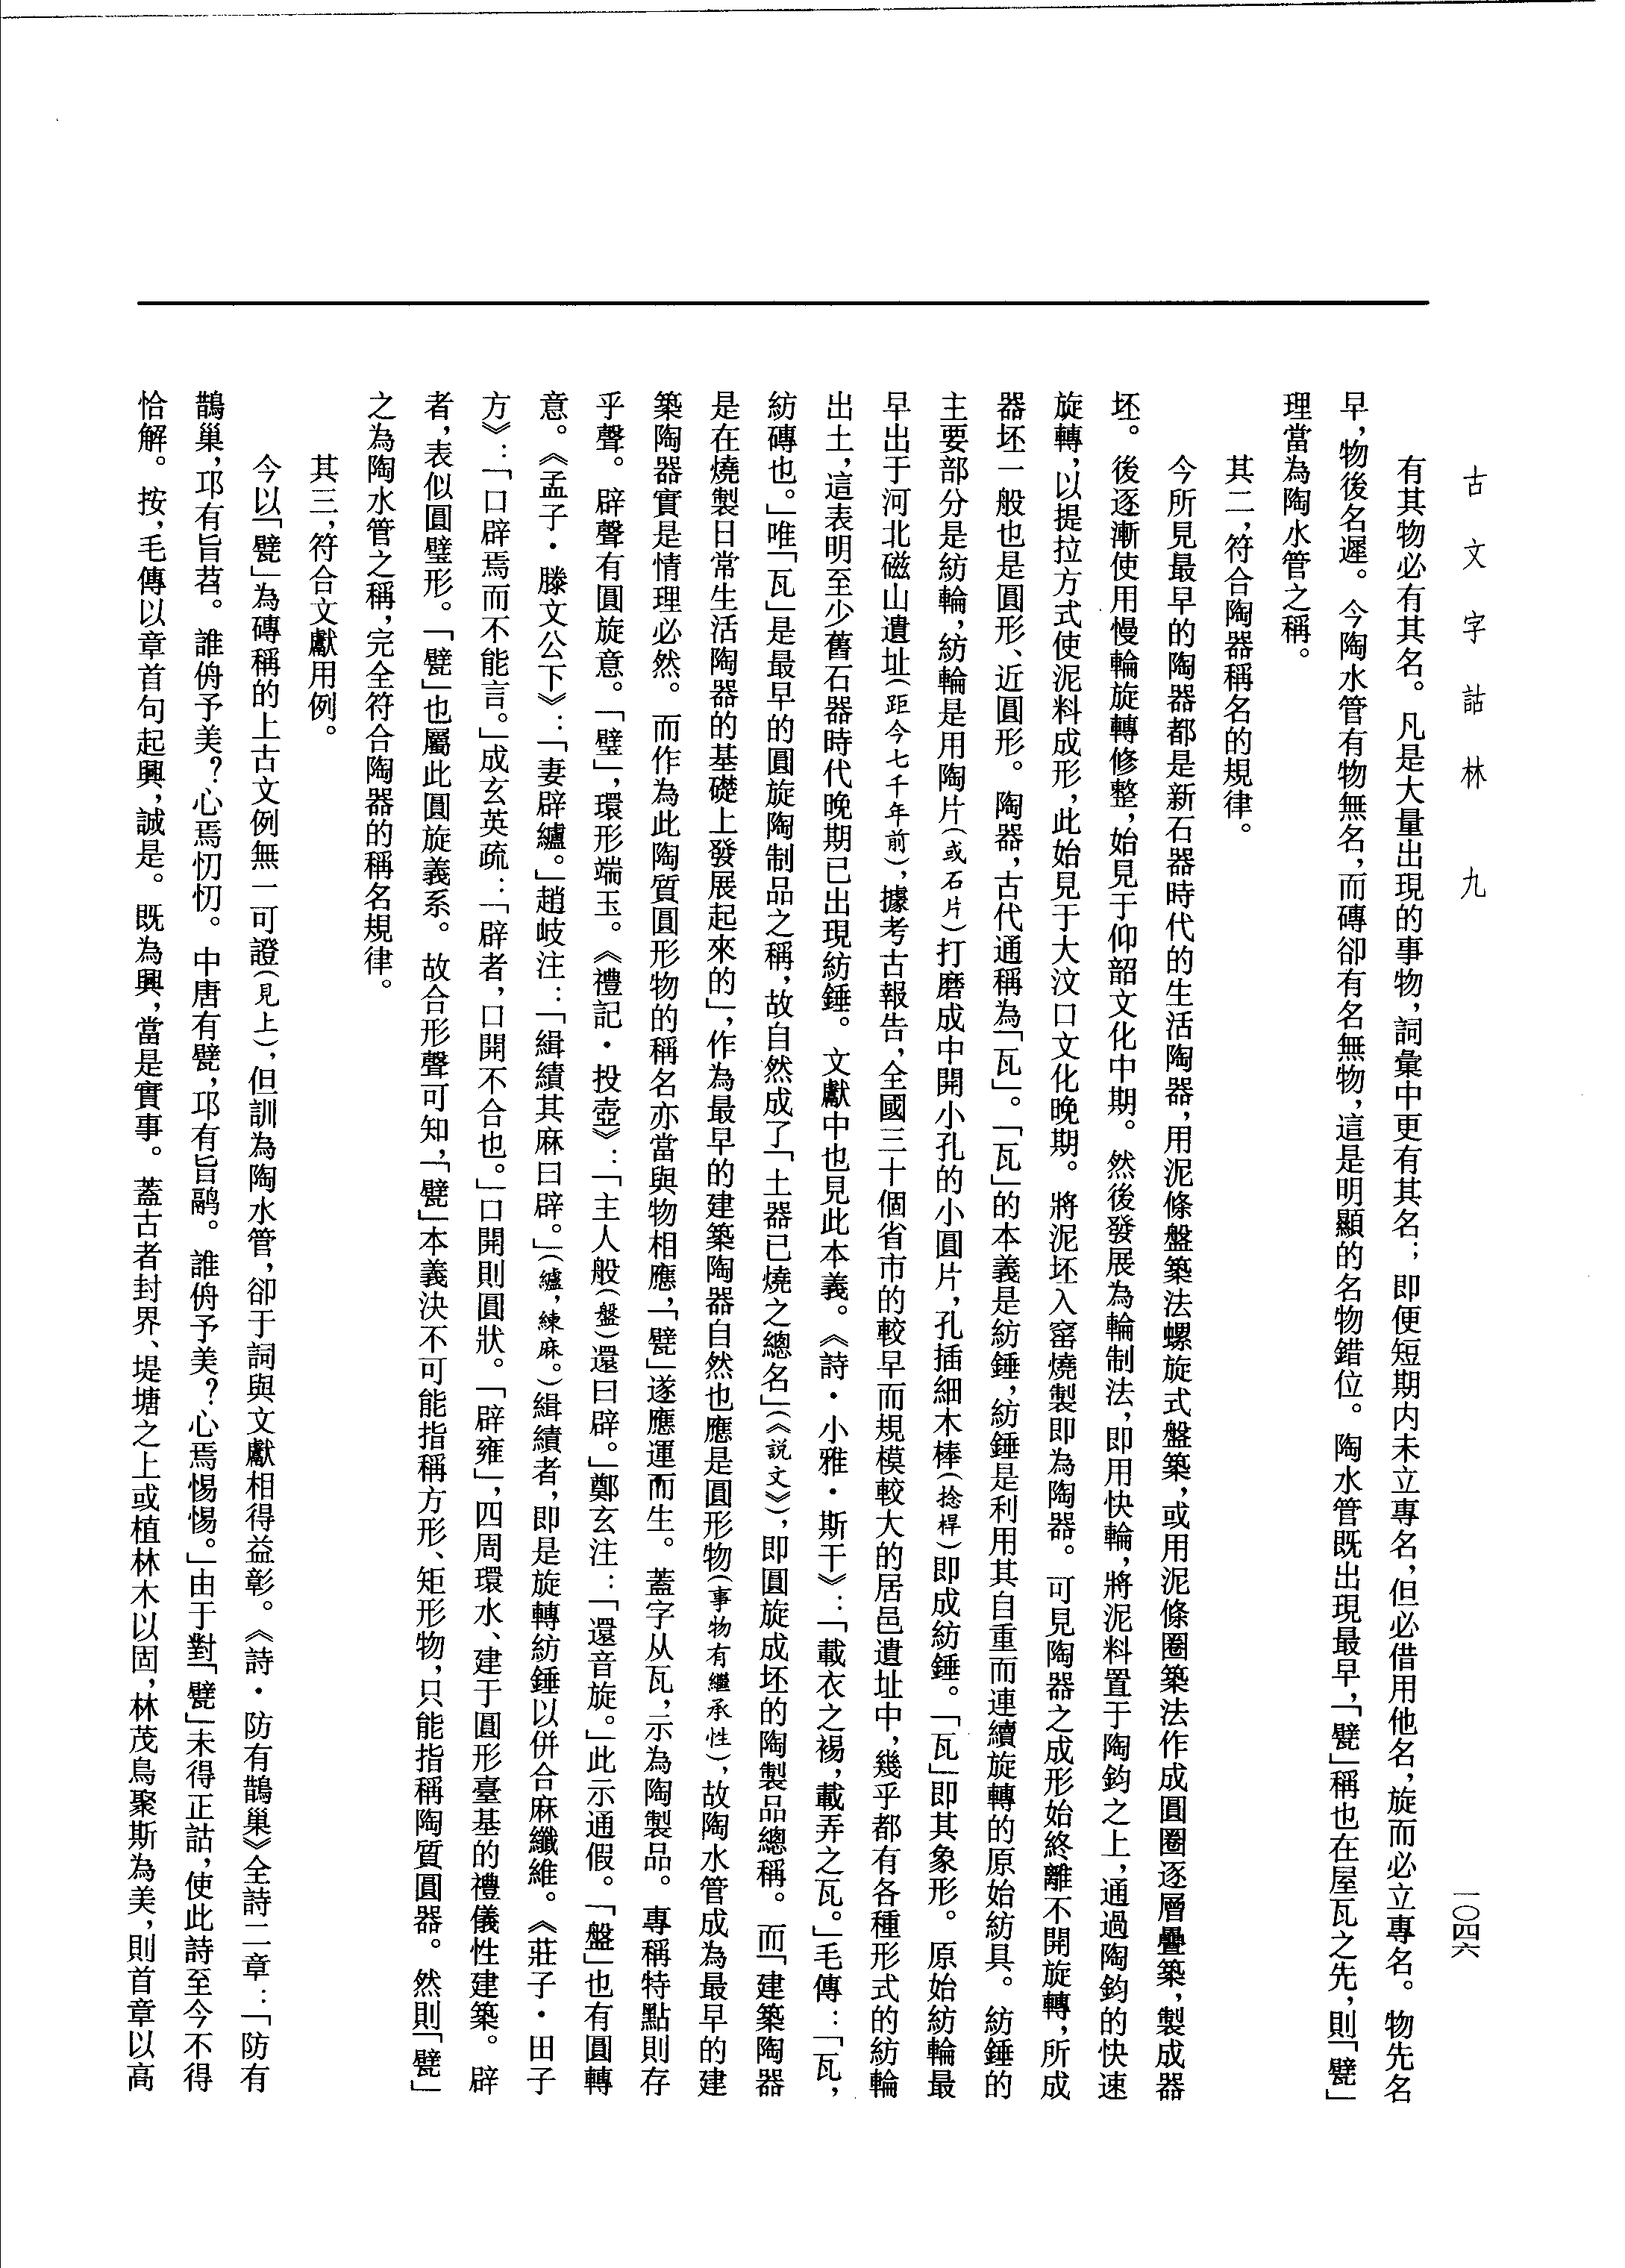 古文字詁林 九
一〇四六
有其物必有其名。凡是大量出現的事物，詞彙中更有其名；即便短期内未立專名，但必借用他名，旋而必立專名。物先名
早，物後名遲。今陶水管有物無名，而磚卻有名無物，這是明顯的名物錯位。陶水管既出現最早，「甓」稱也在屋瓦之先，則「甓」
理當為陶水管之稱。
其二，符合陶器稱名的規律。
今所見最早的陶器都是新石器時代的生活陶器，用泥條盤築法螺旋式盤築，或用泥條圈築法作成圓圈逐層疊築，製成器
坯。後逐漸使用慢輪旋轉修整，始見于仰韶文化中期。然後發展為輪制法，即用快輪，將泥料置于陶鈞之上，通過陶鈞的快速
旋轉，以提拉方式使泥料成形，此始見于大汶口文化晚期。將泥坯入窑燒製即為陶器。可見陶器之成形始終離不開旋轉，所成
器坯一般也是圓形、近圓形。陶器，古代通稱為「瓦」。「瓦」的本義是紡錘，紡錘是利用其自重而連續旋轉的原始紡具。紡錘的
主要部分是紡輪，紡輪是用陶片（或石片）打磨成中開小孔的小圓片，孔插細木棒（捻桿）即成紡錘。「瓦」即其象形。原始紡輪最
早出于河北磁山遺址（距今七千年前），據考古報告，全國三十個省市的較早而規模較大的居邑遺址中，幾乎都有各種形式的紡輪
出土，這表明至少舊石器時代晚期已出現紡錘。文獻中也見此本義。《詩·小雅·斯干》：「載衣之裼，載弄之瓦。」毛傳：「瓦，
紡磚也。」唯「瓦」是最早的圓旋陶制品之稱，故自然成了「土器已燒之總名」（《説文》），即圓旋成坯的陶製品總稱。而「建築陶器
是在燒製日常生活陶器的基礎上發展起來的」，作為最早的建築陶器自然也應是圓形物（事物有繼承性），故陶水管成為最早的建
築陶器實是情理必然。而作為此陶質圓形物的稱名亦當與物相應，「甓」遂應運而生。蓋字从瓦，示為陶製品。專稱特點則存
乎聲。辟聲有圓旋意。「璧」，環形端玉。《禮記·投壺》：「主人般（盤）還曰辟。」鄭玄注：「還音旋。」此示通假。「盤」也有圓轉
意。《孟子·滕文公下》：「妻辟纑。」趙岐注：「緝績其麻曰辟。」（纑，練麻。）緝績者，即是旋轉紡錘以併合麻纖維。《莊子·田子
方》：「口辟焉而不能言。」成玄英疏：「辟者，口開不合也。」口開則圓狀。「辟雍」，四周環水、建于圓形臺基的禮儀性建築。辟
者，表似圓璧形。「甓」也屬此圓旋義系。故合形聲可知，「甓」本義決不可能指稱方形、矩形物，只能指稱陶質圓器。然則「甓」
之為陶水管之稱，完全符合陶器的稱名規律。
其三，符合文獻用例。
今以「甓」為磚稱的上古文例無一可證（見上），但訓為陶水管，卻于詞與文獻相得益彰。《詩·防有鵲巢》全詩二章：「防有
鵲巢，邛有旨苕。誰侜予美？心焉忉忉。中唐有甓，邛有旨鷊。誰侜予美？心焉惕惕。」由于對「甓」未得正詁，使此詩至今不得
恰解。按，毛傳以章首句起興，誠是。既為興，當是實事。蓋古者封界、堤塘之上或植林木以固，林茂鳥聚斯為美，則首章以高